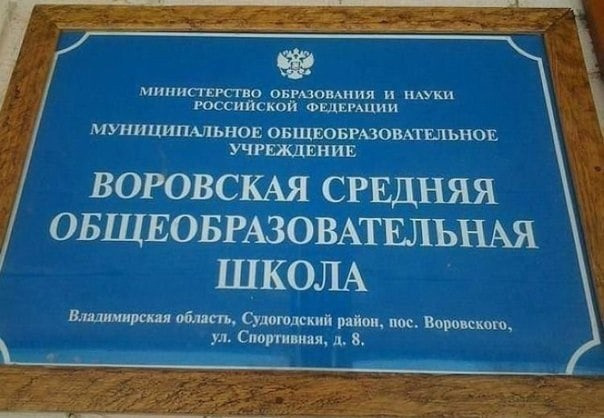 МИНИСТЕРСТВО ОБРАЗОВАНИЯ И НАУКИ
РОССИЙСКОЙ ФЕДЕРАЦИИ
МУНИЦИПАЛЬНОЕ ОБЩЕОБРАЗОВАТЕЛЬНОЕ
УЧРЕЖДЕНИЕ
ВОРОВСКАЯ СРЕДНЯЯ
ОБЩЕОБРАЗОВАТЕЛЬНАЯ
ШКОЛА
Владимирская область, Судогодский район, пос. Воровского,
ул. Спортивная, д. 8.